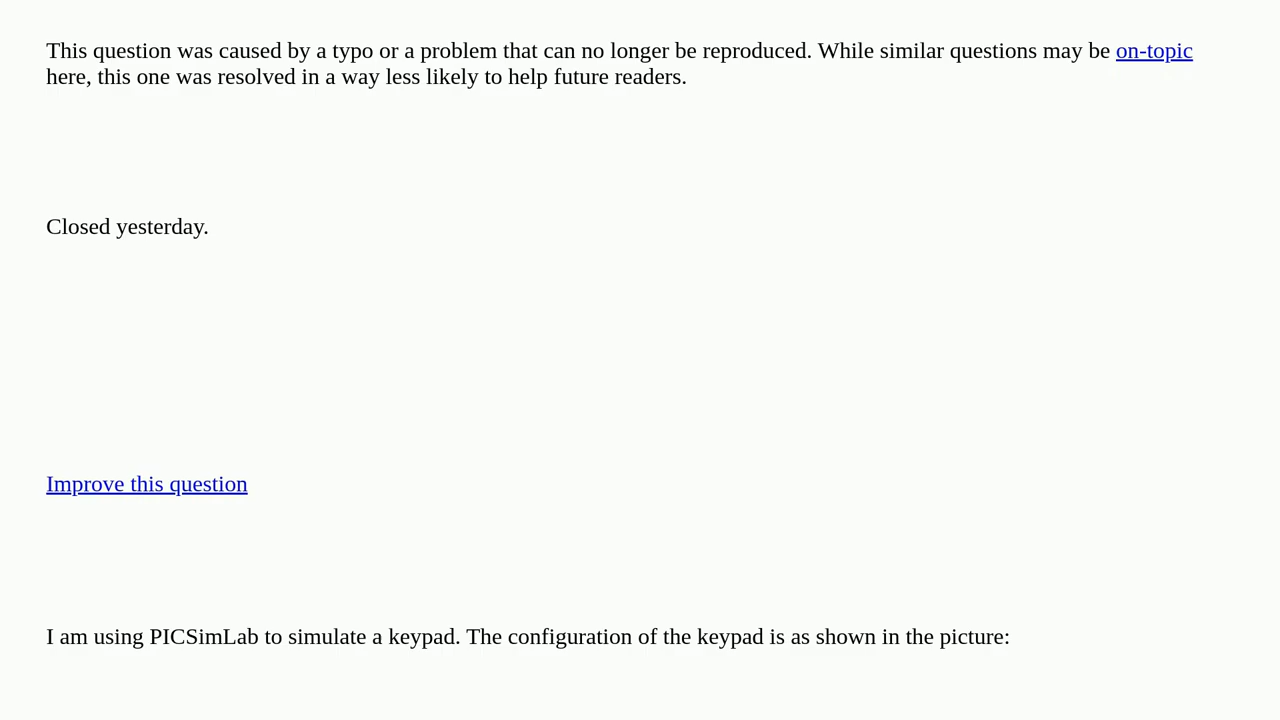 This question was caused by a typo or a problem that can no longer be reproduced. While similar questions may be on-topic
here, this one was resolved in a way less likely to help future readers.
Closed yesterday.
Improve this question
I am using PICSimLab to simulate a keypad. The configuration of the keypad is as shown in the picture: